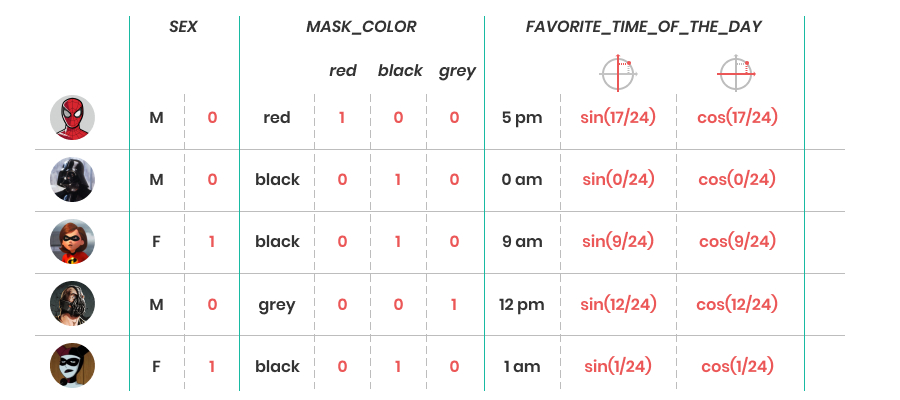 SEX MASK_COLOR FAVORITE_TIME_OF_THE_DAY
red black grey
M 0 red 1 0 0 5 pm sin(17/24) cos(17/24)
M 0 black 0 1 0 0 am sin(0/24) cos(0/24)
F 1 black 0 1 0 9 am sin(9/24) cos(9/24)
M 0 grey 0 0 1 12 pm sin(12/24) cos(12/24)
F 1 black 0 1 0 1 am sin(1/24) cos(1/24)